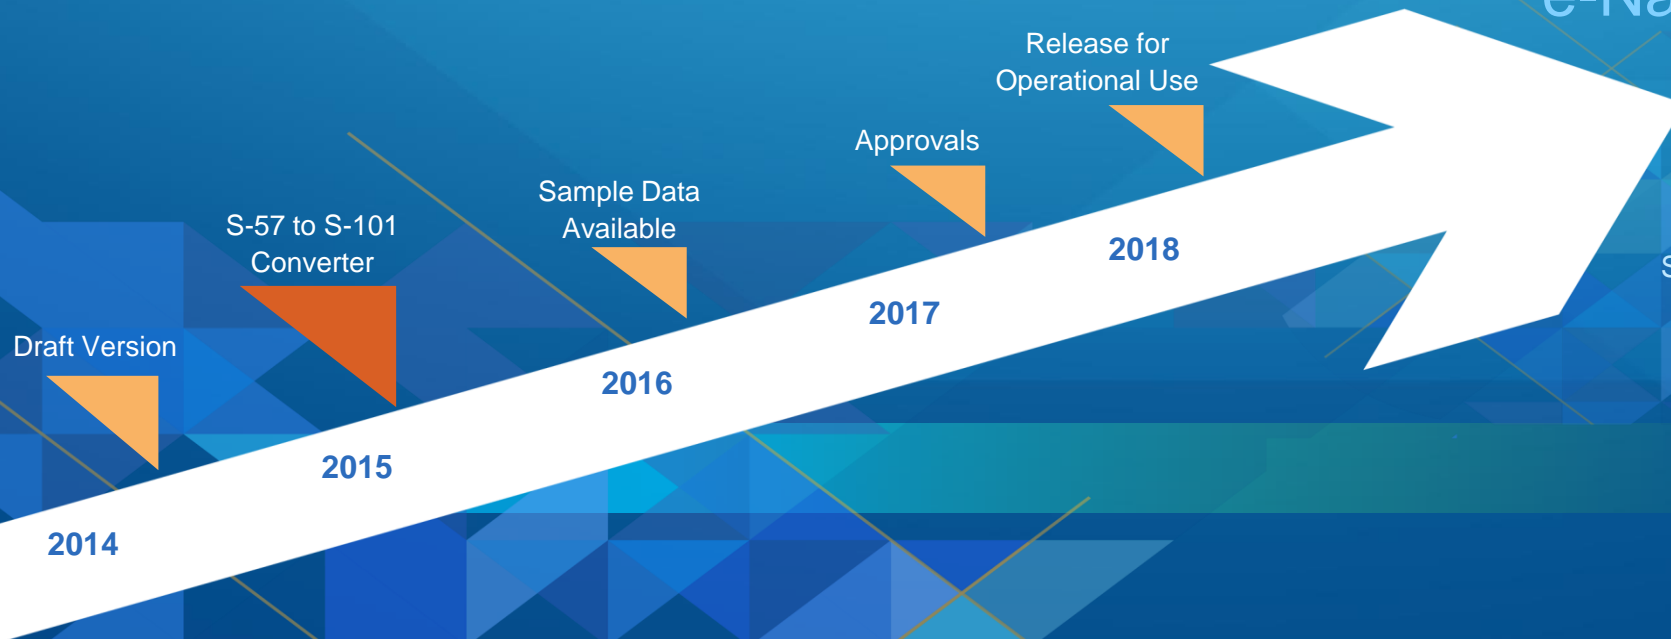 Release for
Operational Use
Approvals
Sample Data
Available
S-57 to S-101
Converter
Draft Version
2014
2015
2016
2017
2018